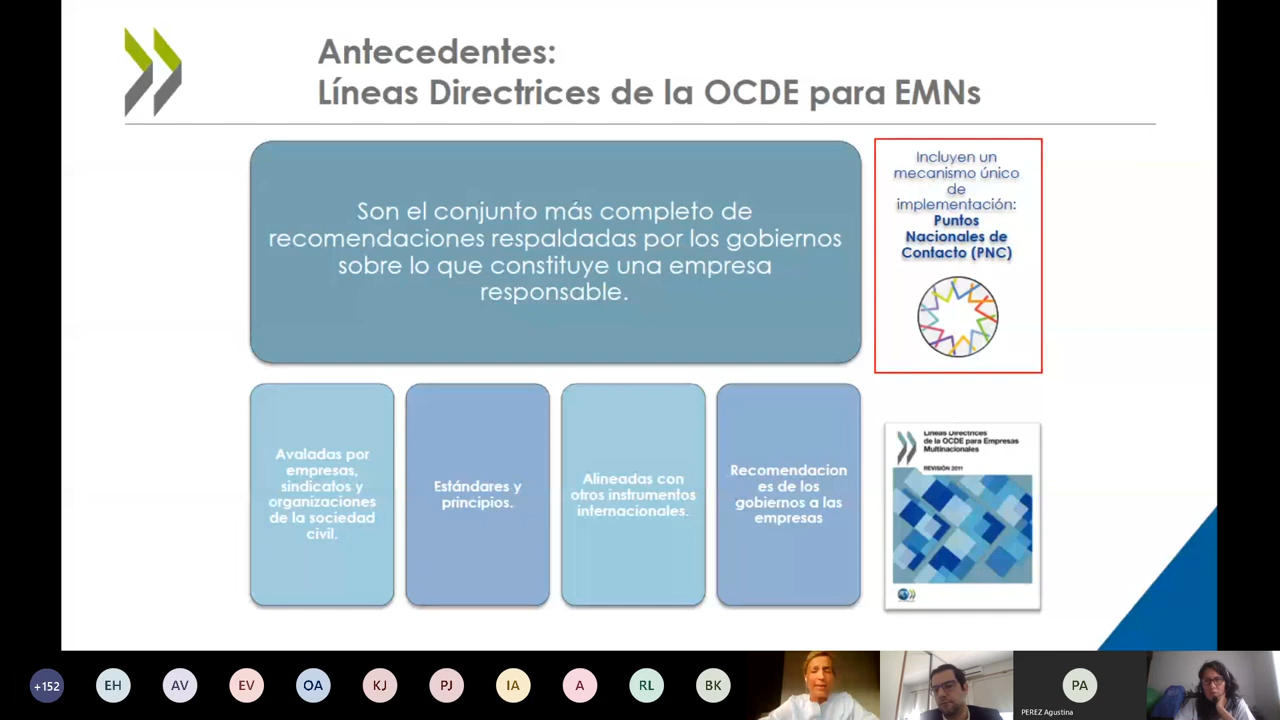 Antecedentes:
Líneas Directrices de la OCDE para EMNs
Son el conjunto más completo de
recomendaciones respaldadas por los gobiernos
sobre lo que constituye una empresa
responsable.
Incluyen un
mecanismo único
de
implementación:
Puntos
Nacionales de
Contacto (PNC)
Avaladas por
empresas,
sindicatos y
organizaciones
de la sociedad
civil.
Estándares y
principios.
Alineadas con
otros instrumentos
internacionales.
Recomendacion
es de los
gobiernos a las
empresas
Líneas Directrices
de la OCDE para Empresas
Multinacionales
REVISIÓN 2011
+152
EH
AV
EV
OA
KJ
PJ
IA
A
RL
BK
PA
PEREZ Agustina